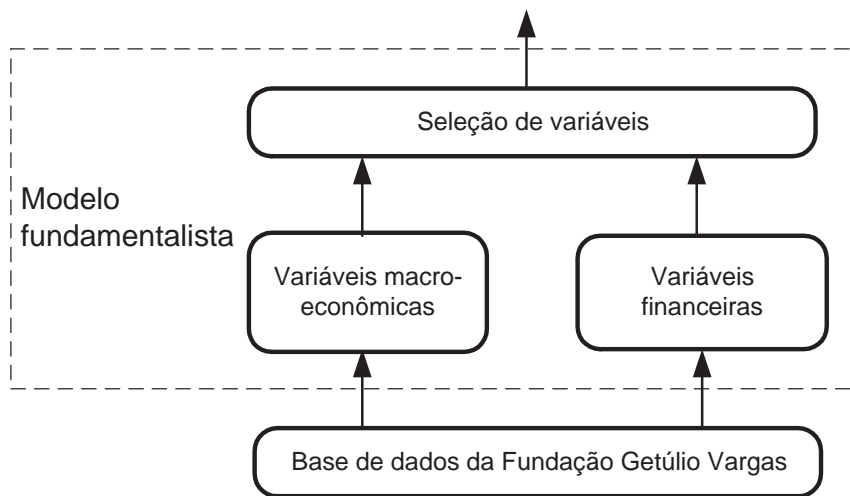 Seleção de variáveis
Modelo
fundamentalista
Variáveis macro-
econômicas
Variáveis
financeiras
Base de dados da Fundação Getúlio Vargas